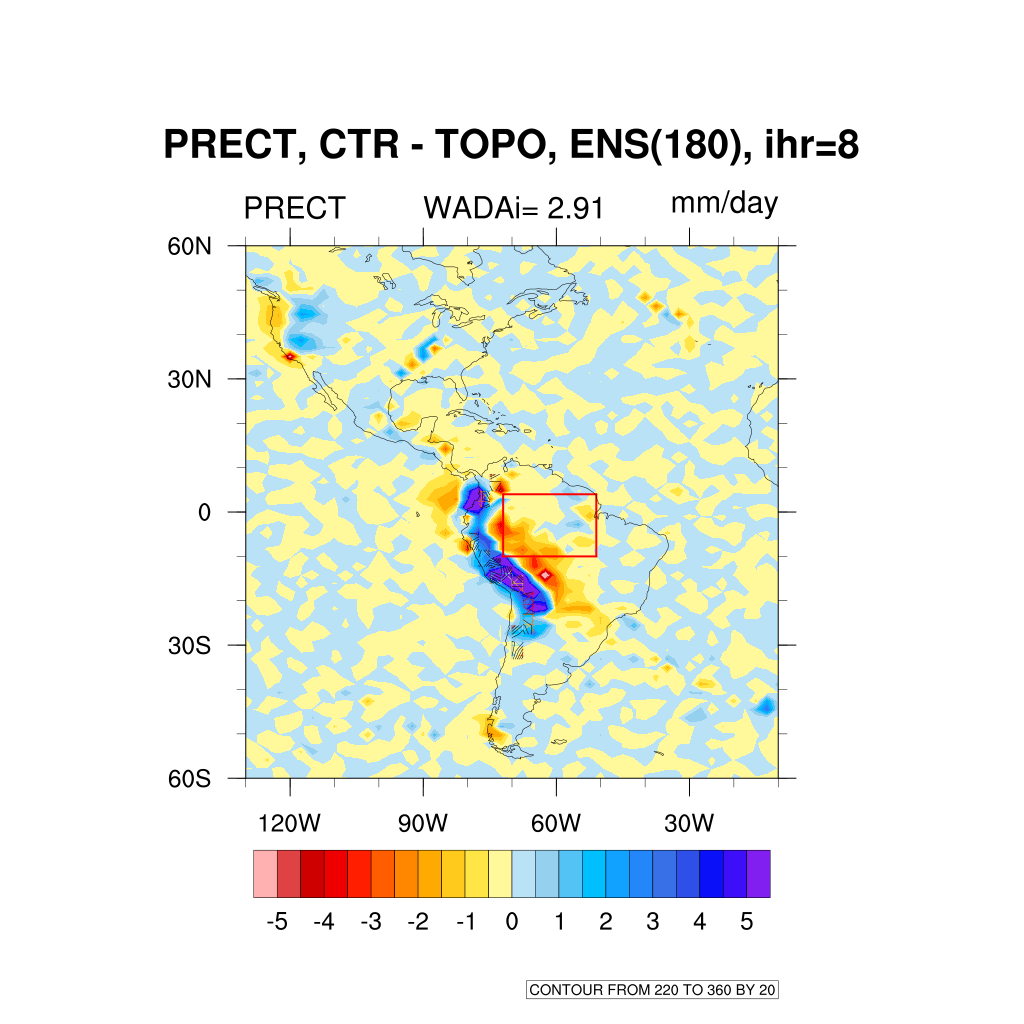 PRECT, CTR - TOPO, ENS(180), ihr=8
PRECT WADAi= 2.91 mm/day
60N
30N
0
30S
60S
120W 90W 60W 30W
-5 -4 -3 -2 -1 0 1 2 3 4 5
CONTOUR FROM 220 TO 360 BY 20